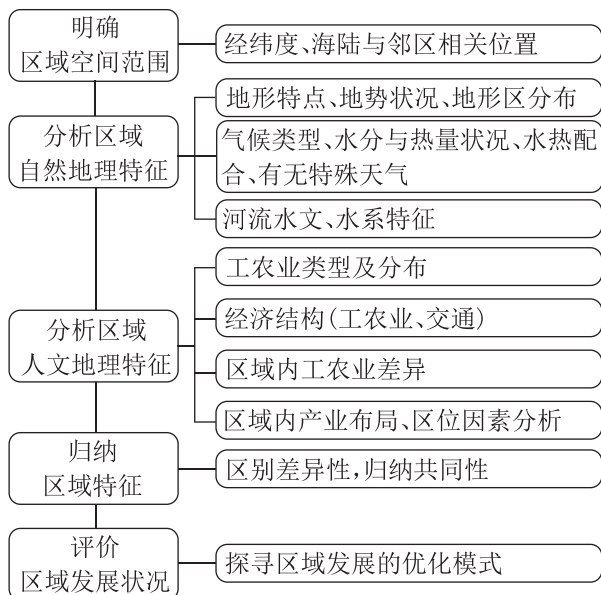 明确
区域空间范围
经纬度、海陆与邻区相关位置
分析区域
自然地理特征
地形特点、地势状况、地形区分布
气候类型、水分与热量状况、水热配
合、有无特殊天气
河流水文、水系特征
分析区域
人文地理特征
工农业类型及分布
经济结构(工农业、交通)
区域内工农业差异
区域内产业布局、区位因素分析
归纳
区域特征
区别差异性,归纳共同性
评价
区域发展状况
探寻区域发展的优化模式